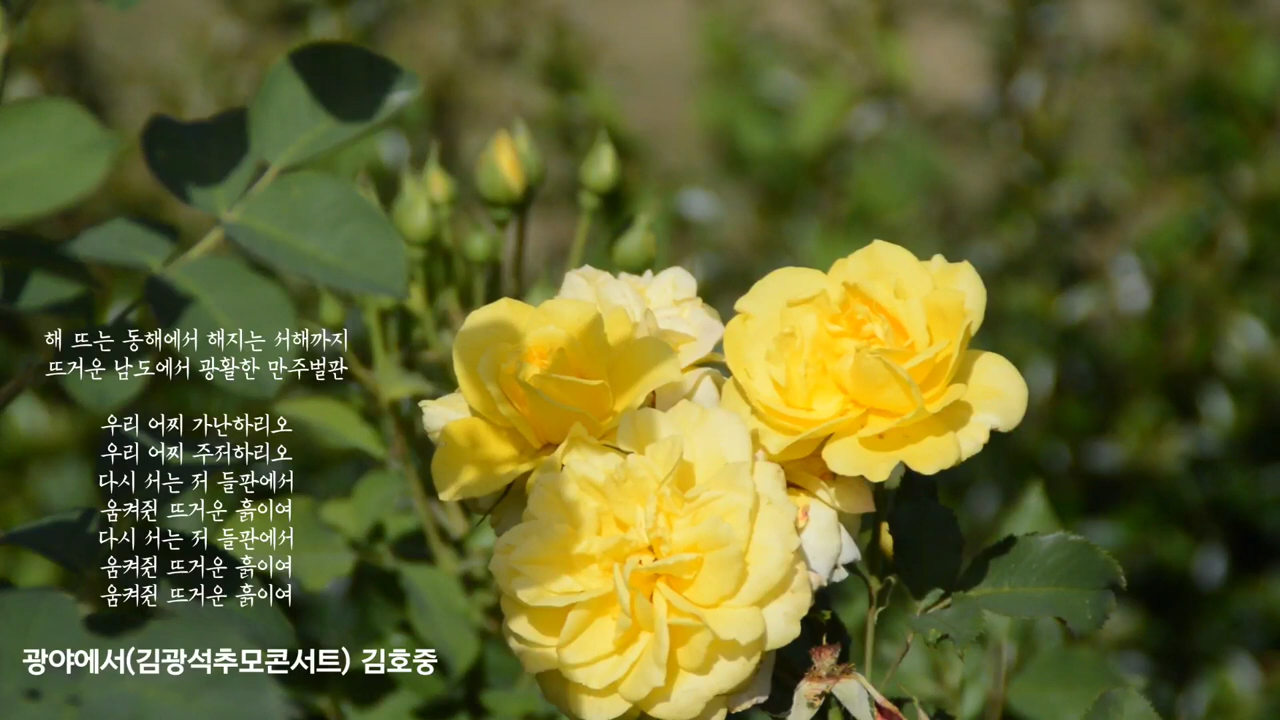 해 뜨는 동해에서 해지는 서해까지
뜨거운 남도에서 광활한 만주벌판
우리 어찌 가난하리오
우리 어찌 주저하리오
다시 서는 저 들판에서
움켜쥔 뜨거운 흙이여
다시 서는 저 들판에서
움켜쥔 뜨거운 흙이여
움켜쥔 뜨거운 흙이여
광야에서(김광석추모콘서트) 김호중